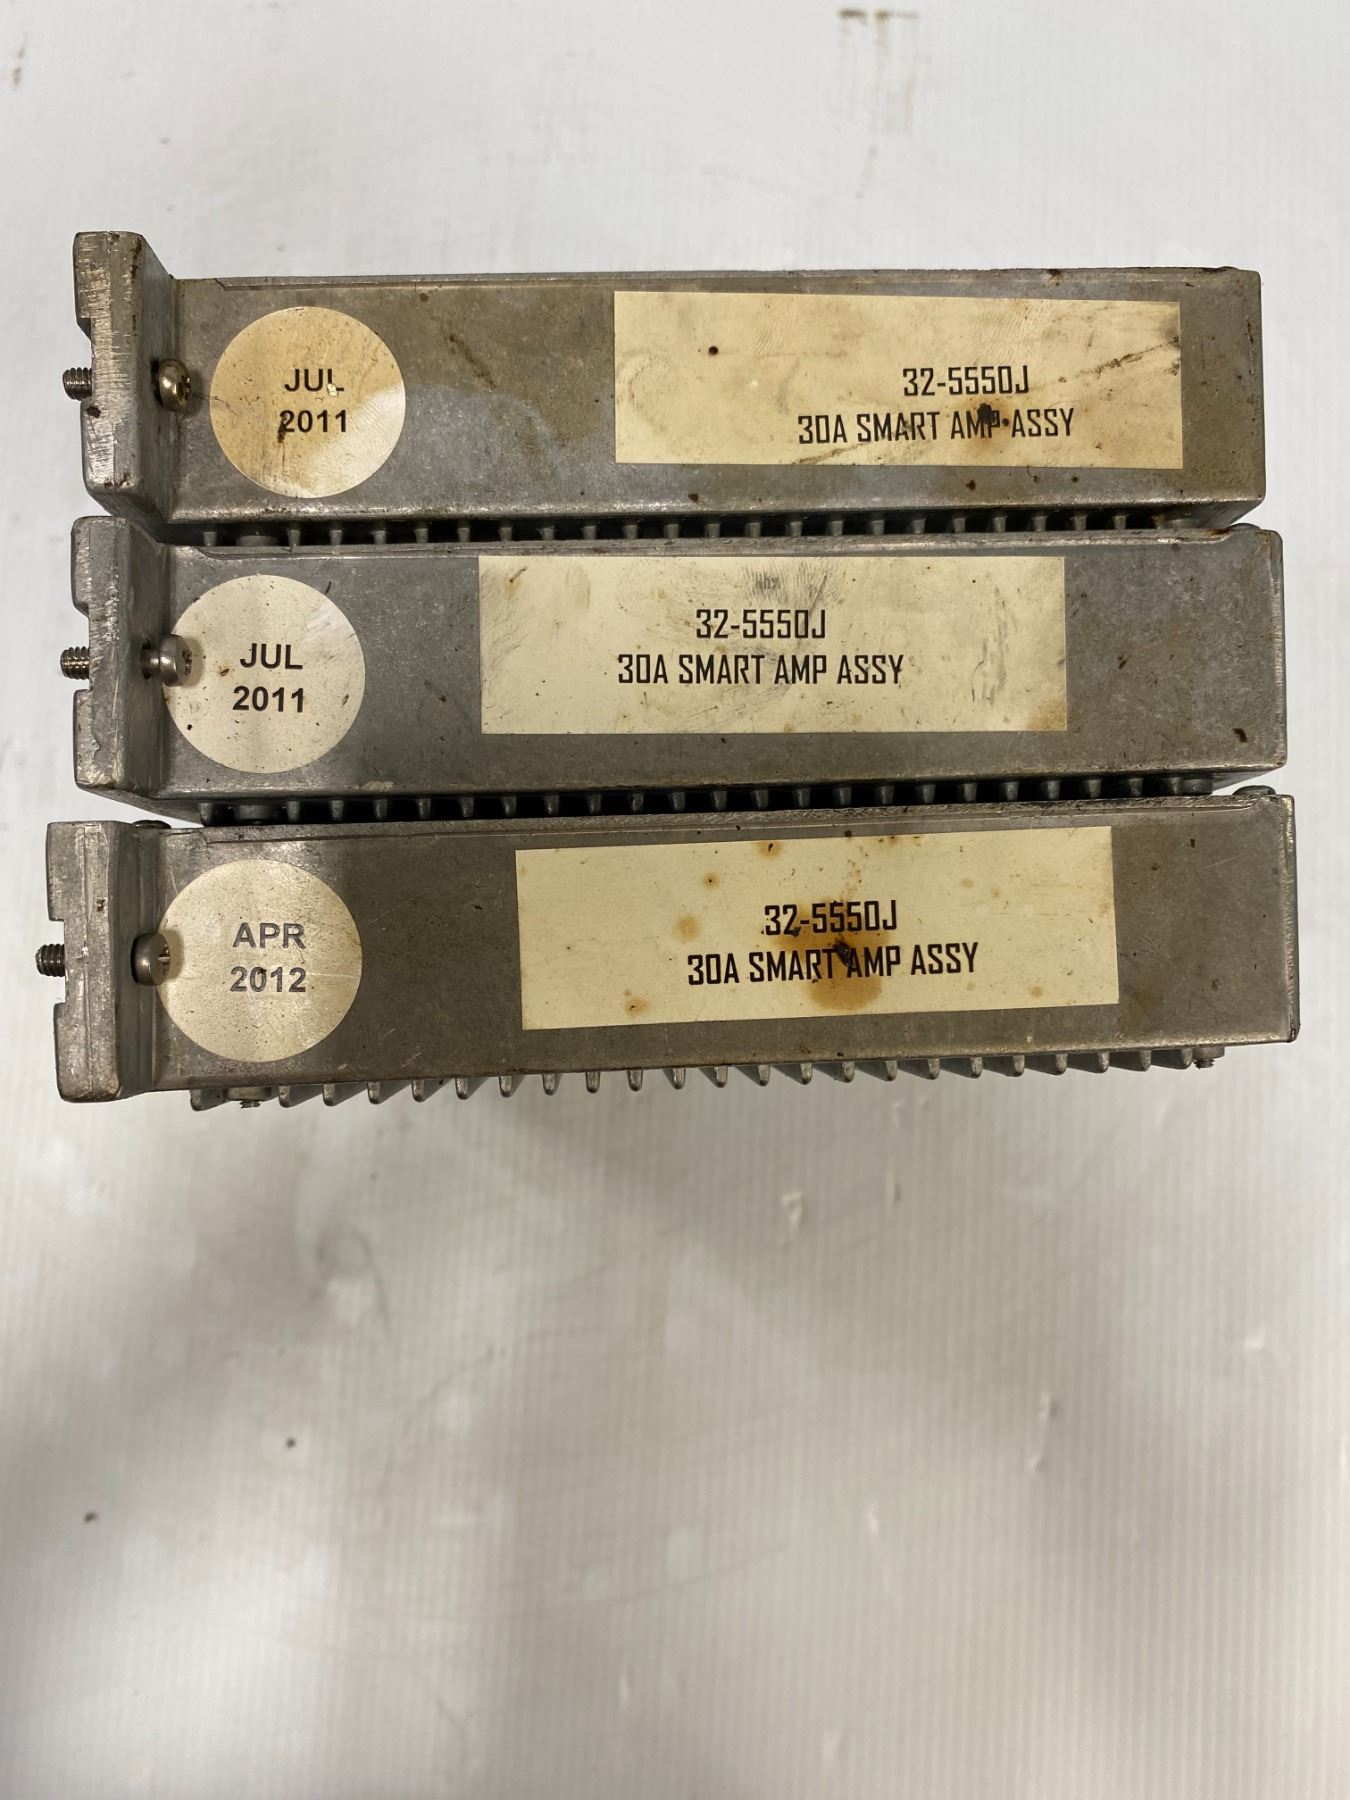 JUL
2011
32-5550J
30A SMART AMP ASSY
JUL
2011
32-5550J
30A SMART AMP ASSY
APR
2012
32-5550J
30A SMART AMP ASSY